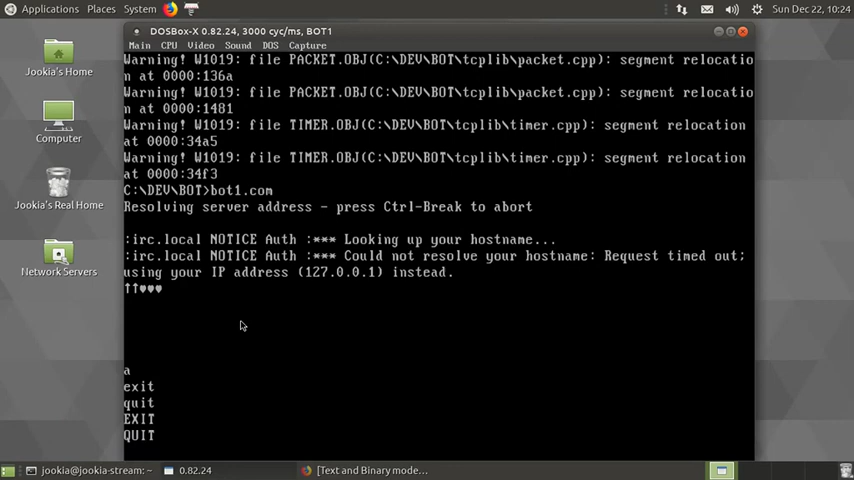 Applications Places System Sun Dec 22, 10:24
DOSBox-X 0.82.24, 3000 cyc/ms, BOT1
Main CPU Video Sound DOS Capture
Warning! W1019: file PACKET.OBJ(C:\DEV\BOT\tcplib\packet.cpp): segment relocatio
n at 0000:136a
Warning! W1019: file PACKET.OBJ(C:\DEV\BOT\tcplib\packet.cpp): segment relocatio
n at 0000:1481
Warning! W1019: file TIMER.OBJ(C:\DEV\BOT\tcplib\timer.cpp): segment relocation
at 0000:34a5
Warning! W1019: file TIMER.OBJ(C:\DEV\BOT\tcplib\timer.cpp): segment relocation
at 0000:34f3
C:\DEV\BOT>bot1.com
Resolving server address - press Ctrl-Break to abort
:irc.local NOTICE Auth :*** Looking up your hostname...
:irc.local NOTICE Auth :*** Could not resolve your hostname: Request timed out;
using your IP address (127.0.0.1) instead.
↑↑♥♥♥
a
exit
quit
EXIT
QUIT
Jookia's Home
Computer
Jookia's Real Home
Network Servers
jookia@jookia-stream: ~ 0.82.24 [Text and Binary mode...